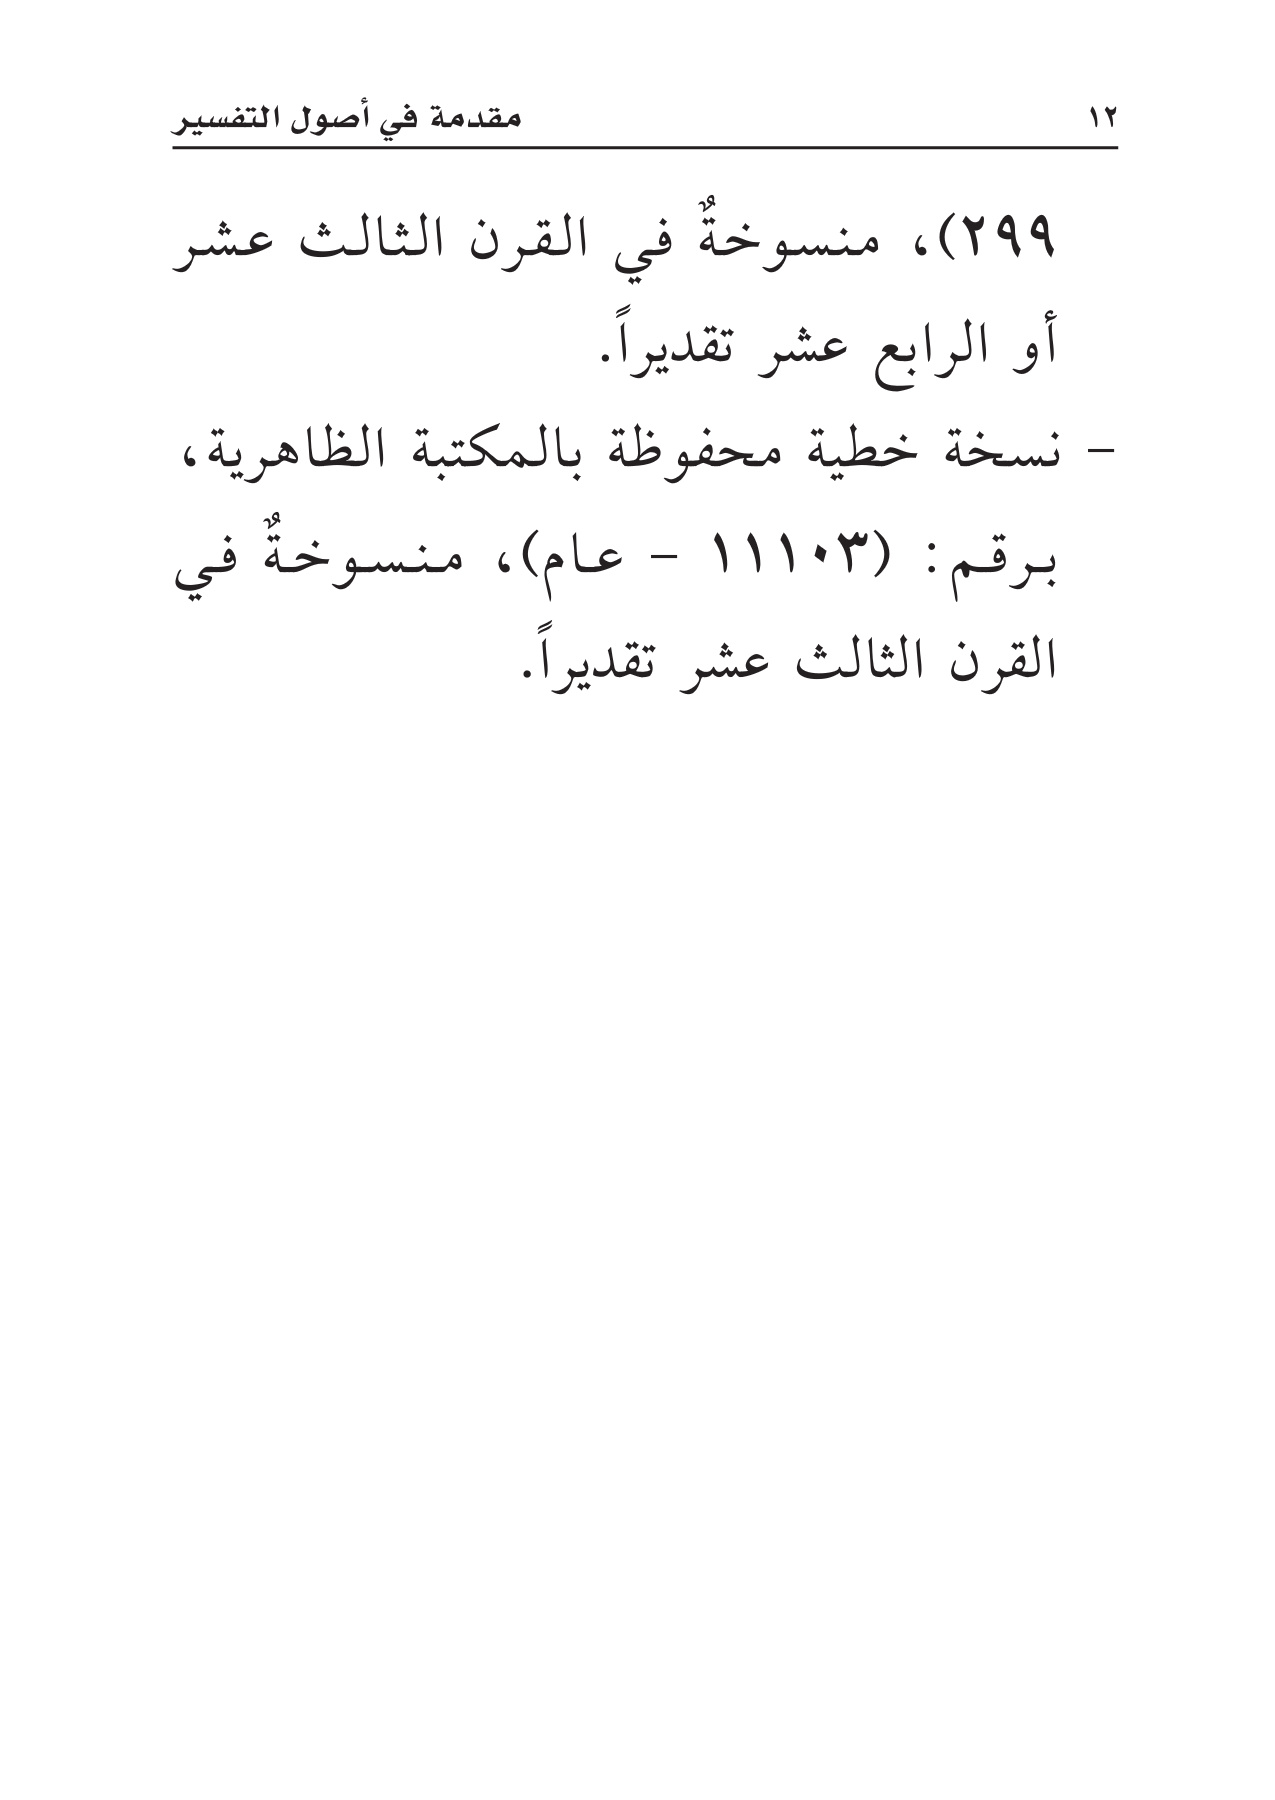 ١٢ مقدمة في أصول التفسير
٢٩٩)، منسوخةٌ في القرن الثالث عشر
أو الرابع عشر تقديراً.
- نسخة خطية محفوظة بالمكتبة الظاهرية،
برقم: (١١١٠٣ - عام)، منسوخةٌ في
القرن الثالث عشر تقديراً.